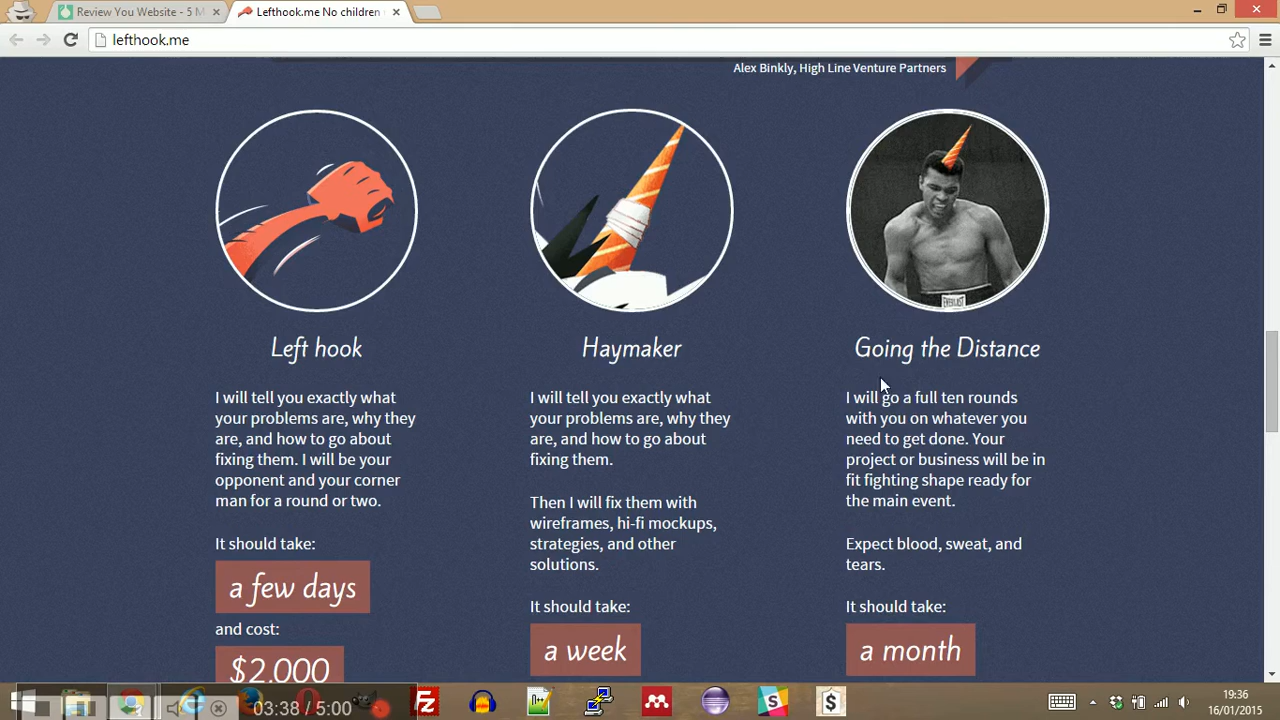 Review You Website - 5 M
Lefthook.me No children
lefthook.me
Alex Binkly, High Line Venture Partners
EVERLAST
Left hook
Haymaker
Going the Distance
I will tell you exactly what
your problems are, why they
are, and how to go about
fixing them. I will be your
opponent and your corner
man for a round or two.
It should take:
a few days
and cost:
$2,000
I will tell you exactly what
your problems are, why they
are, and how to go about
fixing them.
Then I will fix them with
wireframes, hi-fi mockups,
strategies, and other
solutions.
It should take:
a week
I will go a full ten rounds
with you on whatever you
need to get done. Your
project or business will be in
fit fighting shape ready for
the main event.
Expect blood, sweat, and
tears.
It should take:
a month
03:38 / 5:00
19:36
16/01/2015